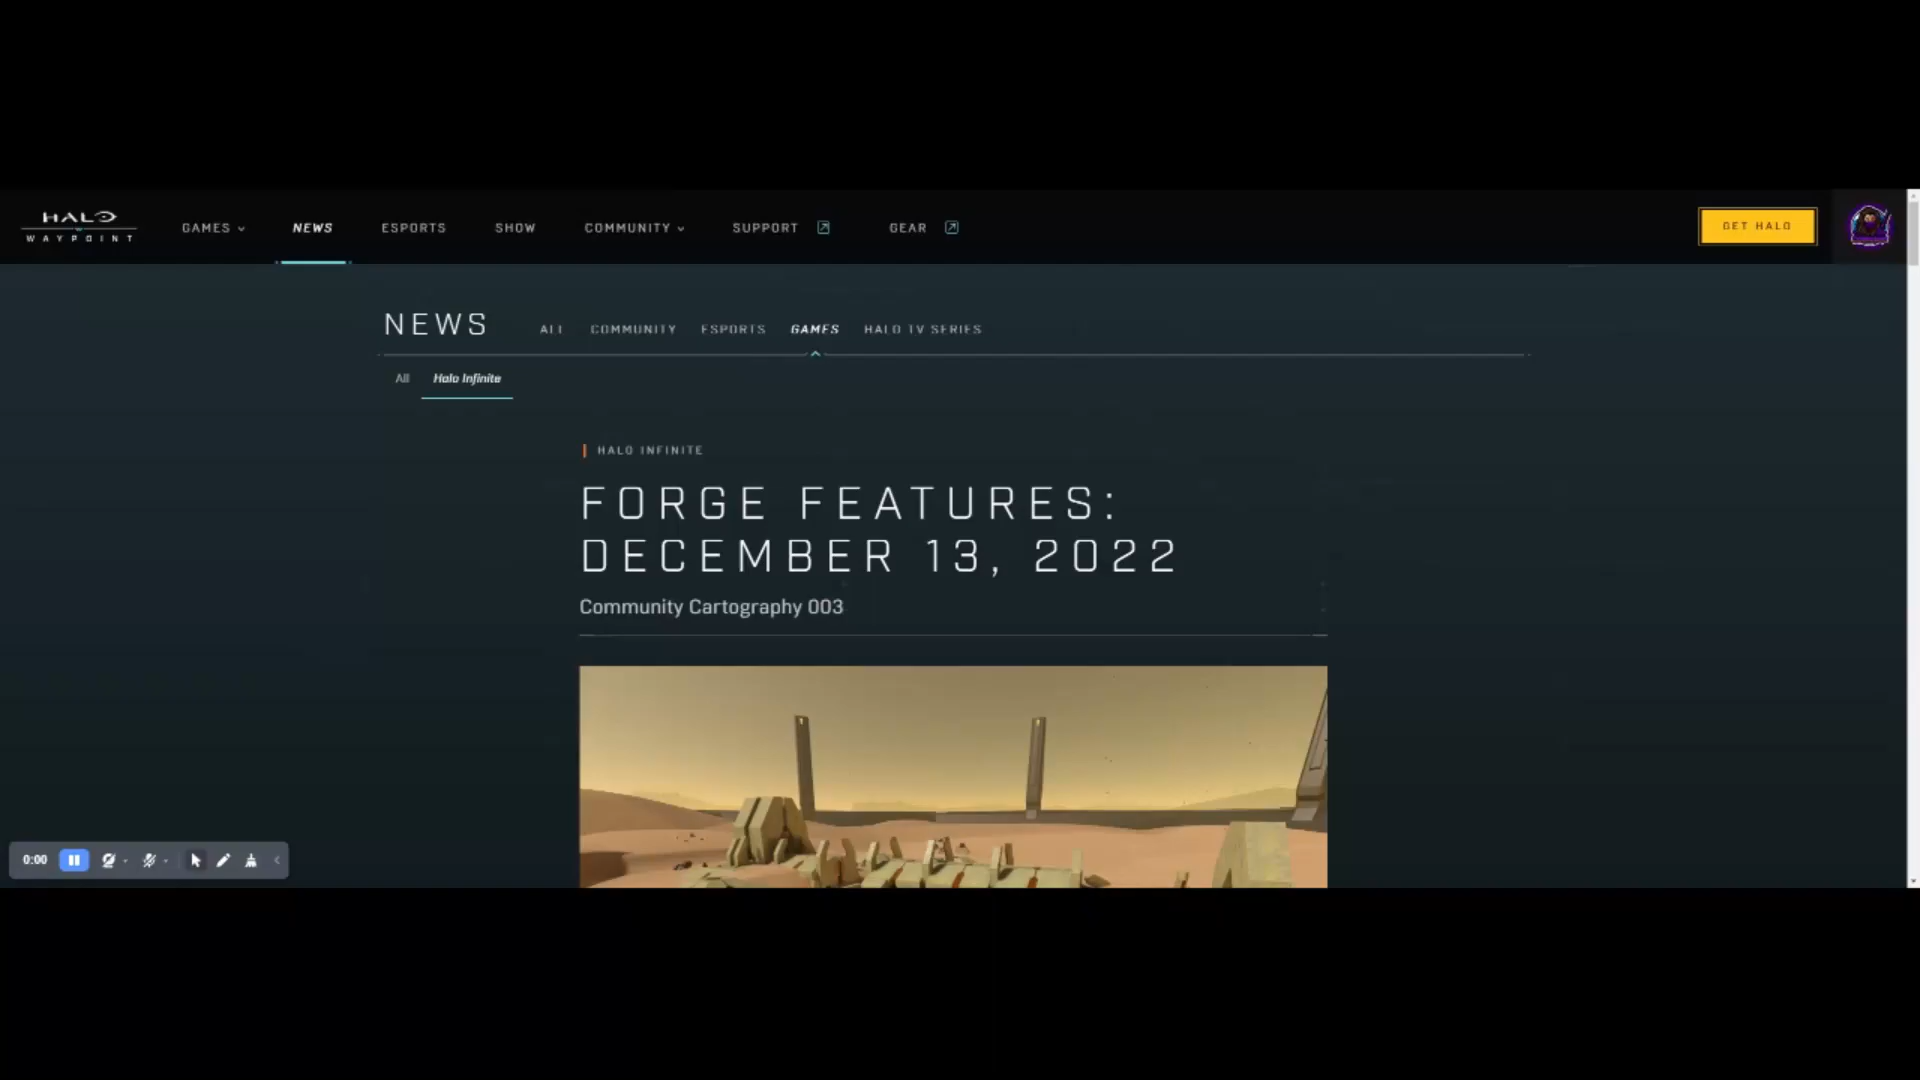 HALO
WAYPOINT
GAMES
NEWS
ESPORTS
SHOW
COMMUNITY
SUPPORT
GEAR
GET HALO
NEWS
ALL
COMMUNITY
ESPORTS
GAMES
HALO TV SERIES
All
Halo Infinite
HALO INFINITE
FORGE FEATURES:
DECEMBER 13, 2022
Community Cartography 003
0:00